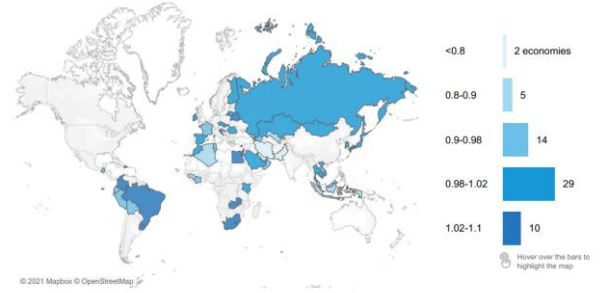 <0.8 2 economies
0.8-0.9 5
0.9-0.98 14
0.98-1.02 29
1.02-1.1 10
Hover over the bars to
highlight the map
© 2021 Mapbox © OpenStreetMap